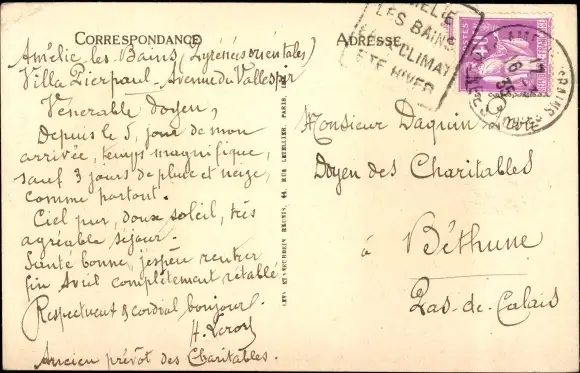 CORRESPONDANCE
Amélie les Bains (Pyrénées orientales)
Villa Pierpaul - Avenue du Vallespir
Vénérable doyen,
Depuis le 5, jour de mon
arrivée, temps magnifique,
sauf 3 jours de pluie et neige,
comme partout.
Ciel pur, doux soleil, très
agréable séjour.
Santé bonne, j'espère rentrer
fin Avril complètement rétabli
Respectueux & cordial bonjour.
H. Leroy
Ancien prévôt des Charitables.
ADRESSE
LES BAINS
CLIMAT
ETE HIVER
POSTES
Monsieur Daquin
Doyen des Charitables
à
Béthune
Pas-de-Calais